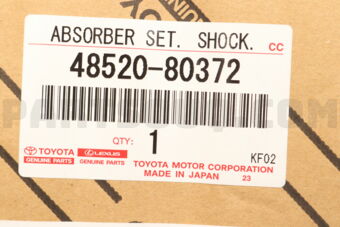 ABSORBER SET. SHOCK. CC
48520-80372
QTY: 1
TOYOTA GENUINE PARTS
LEXUS GENUINE PARTS
TOYOTA MOTOR CORPORATION KF02
MADE IN JAPAN 23